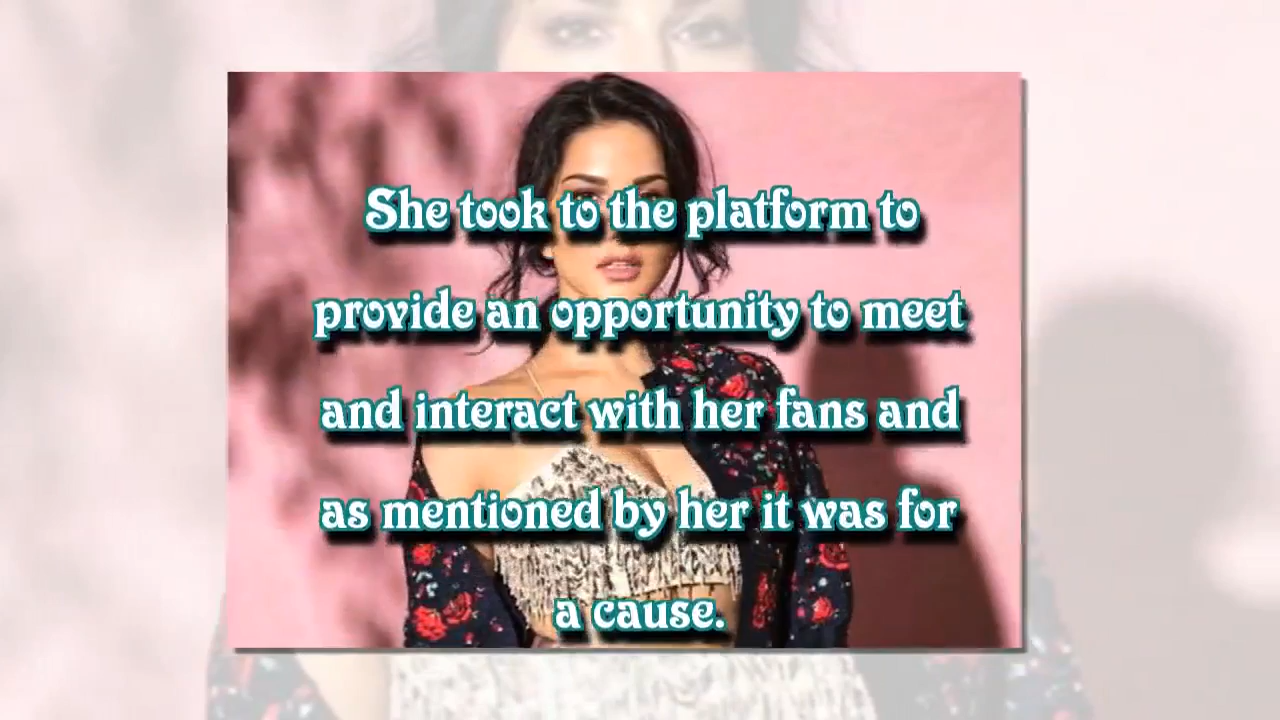 She took to the platform to
provide an opportunity to meet
and interact with her fans and
as mentioned by her it was for
a cause.